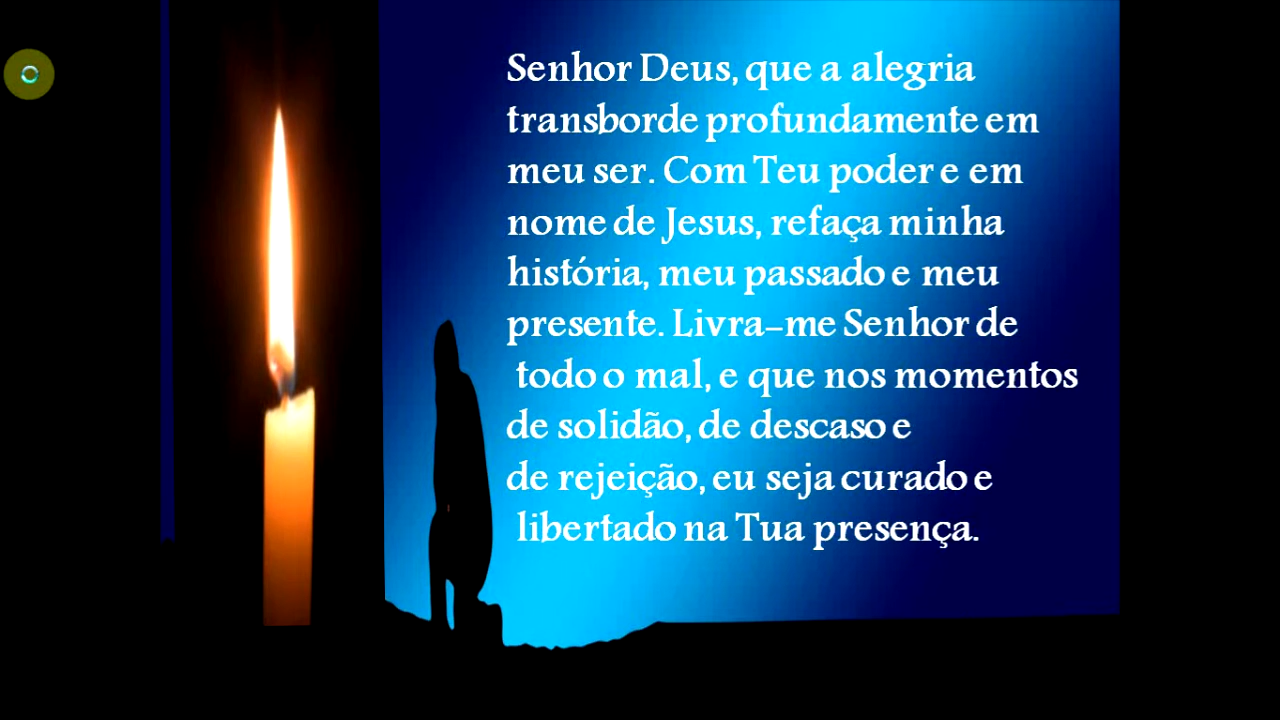 Senhor Deus, que a alegria
transborde profundamente em
meu ser. Com Teu poder e em
nome de Jesus, refaça minha
história, meu passado e meu
presente. Livra-me Senhor de
todo o mal, e que nos momentos
de solidão, de descaso e
de rejeição, eu seja curado e
libertado na Tua presença.